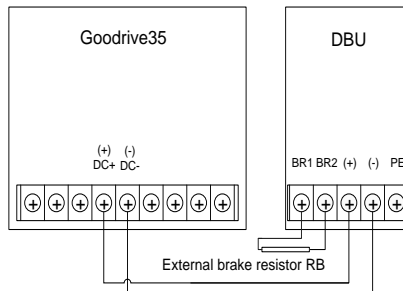 Goodrive35
DBU
(+) (-)
DC+ DC-
BR1 BR2 (+) (-) PE
External brake resistor RB